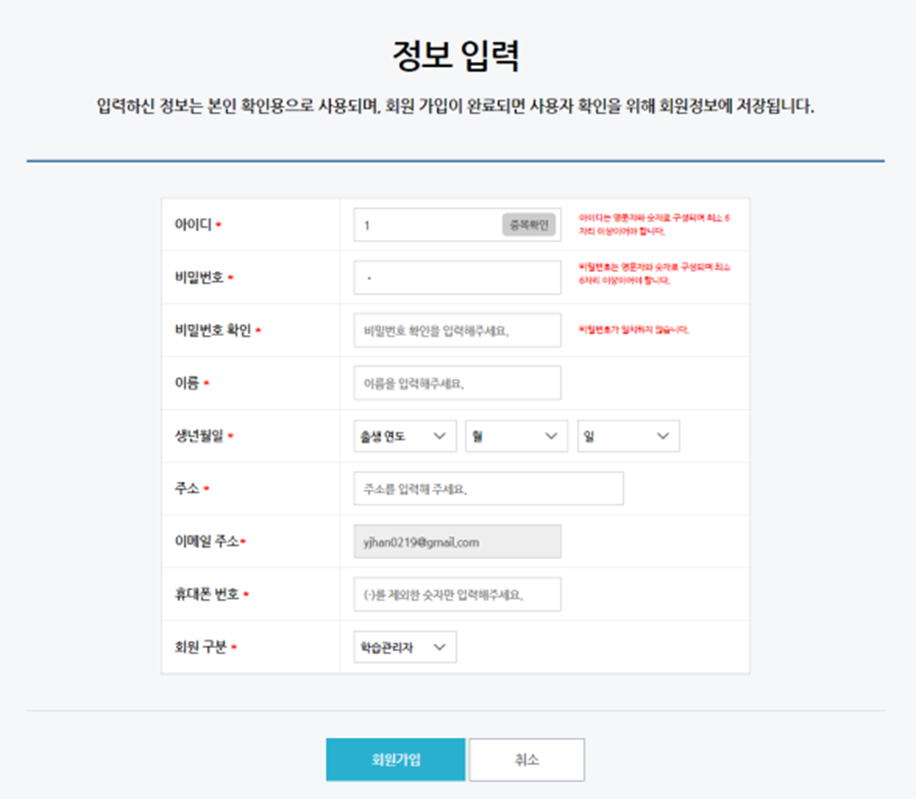 정보 입력
입력하신 정보는 본인 확인용으로 사용되며, 회원 가입이 완료되면 사용자 확인을 위해 회원정보에 저장됩니다.
아이디 *
1
중복확인
아이디는 영문자와 숫자로 구성되며 최소 6
자리 이상이어야 합니다.
비밀번호 *
비밀번호는 영문자와 숫자로 구성되며 최소
6자리 이상이어야 합니다.
비밀번호 확인 *
비밀번호 확인을 입력해주세요.
비밀번호가 일치하지 않습니다.
이름 *
이름을 입력해주세요.
생년월일 *
출생 연도
월
일
주소 *
주소를 입력해 주세요.
이메일 주소*
yjhan0219@gmail.com
휴대폰 번호 *
(-)를 제외한 숫자만 입력해주세요.
회원 구분 *
학습관리자
회원가입
취소